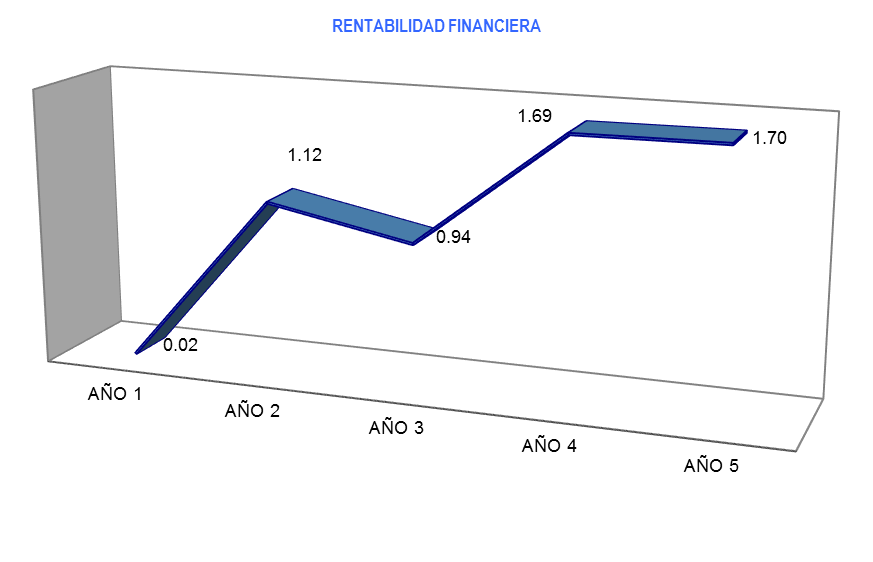 RENTABILIDAD FINANCIERA
1.69
1.70
1.12
0.94
0.02
AÑO 1
AÑO 2
AÑO 3
AÑO 4
AÑO 5